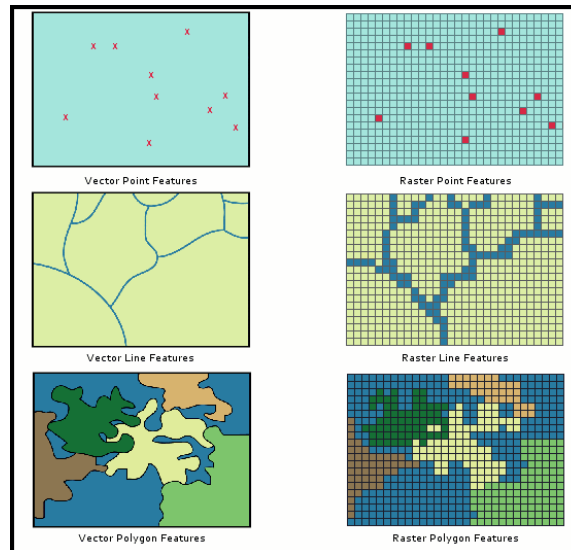 Vector Point Features
Raster Point Features
Vector Line Features
Raster Line Features
Vector Polygon Features
Raster Polygon Features